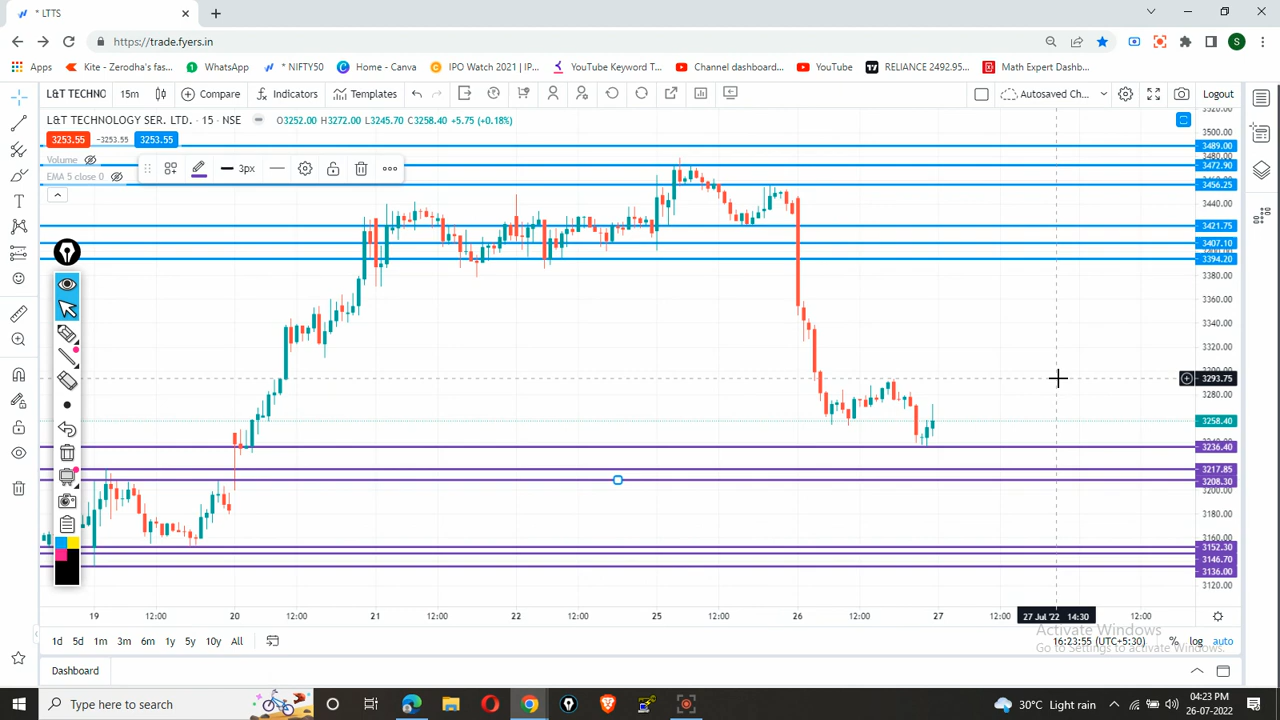 * LTTS
https://trade.fyers.in
Apps
Kite - Zerodha's fas...
WhatsApp
* NIFTY50
Home - Canva
IPO Watch 2021 | IP...
YouTube Keyword T...
Channel dashboard...
YouTube
RELIANCE 2492.95...
Math Expert Dashb...
S
L&T TECHNO
15m
Compare
Indicators
Templates
Autosaved Ch...
Logout
L&T TECHNOLOGY SER. LTD. · 15 · NSE
O3252.00 H3272.00 L3245.70 C3258.40 +5.75 (+0.18%)
3253.55
−3253.55
3253.55
Volume
EMA 5 close 0
3px
3500.00
3489.00
3472.90
3456.25
3440.00
3421.75
3407.10
3394.20
3380.00
3360.00
3340.00
3320.00
3293.75
3280.00
3258.40
3236.40
3217.85
3208.30
3200.00
3180.00
3160.00
3152.30
3146.70
3136.00
3120.00
19 12:00 20 12:00 21 12:00 22 12:00 25 12:00 26 12:00 27 12:00 27 Jul '22 14:30 12:00
Activate Windows
Go to Settings to activate Windows.
1d 5d 1m 3m 6m 1y 5y 10y All
16:23:55 (UTC+5:30)
% log auto
Dashboard
Type here to search
30°C Light rain
04:23 PM
26-07-2022